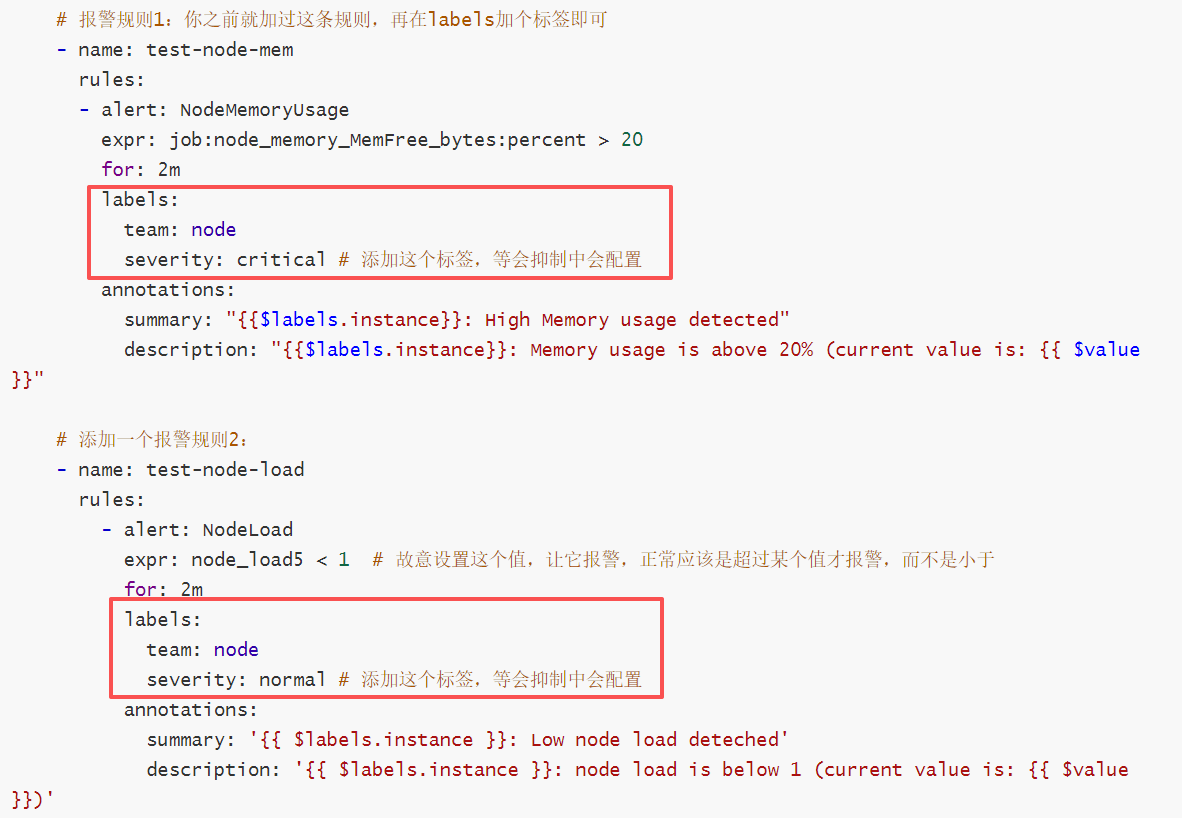 # 报警规则1：你之前就加过这条规则，再在labels加个标签即可
- name: test-node-mem
rules:
- alert: NodeMemoryUsage
expr: job:node_memory_MemFree_bytes:percent > 20
for: 2m
labels:
team: node
severity: critical # 添加这个标签，等会抑制中会配置
annotations:
summary: "{{$labels.instance}}: High Memory usage detected"
description: "{{$labels.instance}}: Memory usage is above 20% (current value is: {{ $value
}}"
# 添加一个报警规则2：
- name: test-node-load
rules:
- alert: NodeLoad
expr: node_load5 < 1 # 故意设置这个值，让它报警，正常应该是超过某个值才报警，而不是小于
for: 2m
labels:
team: node
severity: normal # 添加这个标签，等会抑制中会配置
annotations:
summary: '{{ $labels.instance }}: Low node load deteched'
description: '{{ $labels.instance }}: node load is below 1 (current value is: {{ $value
}})'